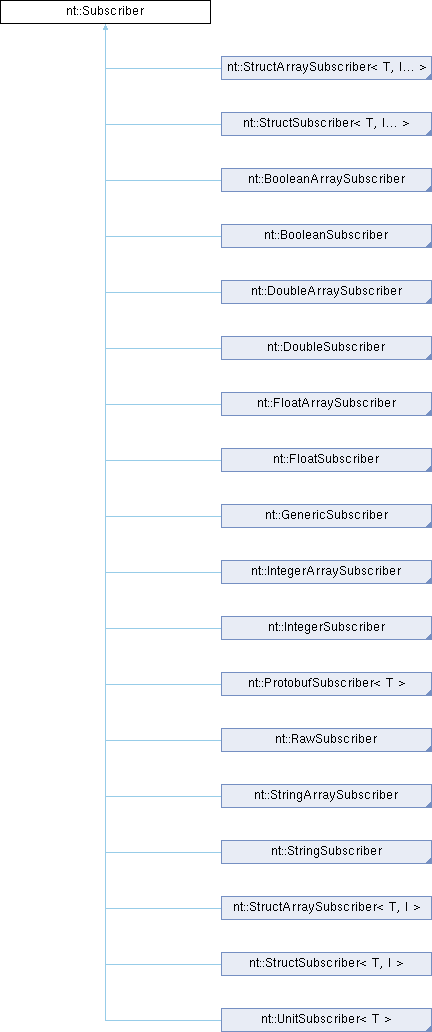 nt::Subscriber
nt::StructArraySubscriber< T, I... >
nt::StructSubscriber< T, I... >
nt::BooleanArraySubscriber
nt::BooleanSubscriber
nt::DoubleArraySubscriber
nt::DoubleSubscriber
nt::FloatArraySubscriber
nt::FloatSubscriber
nt::GenericSubscriber
nt::IntegerArraySubscriber
nt::IntegerSubscriber
nt::ProtobufSubscriber< T >
nt::RawSubscriber
nt::StringArraySubscriber
nt::StringSubscriber
nt::StructArraySubscriber< T, I >
nt::StructSubscriber< T, I >
nt::UnitSubscriber< T >